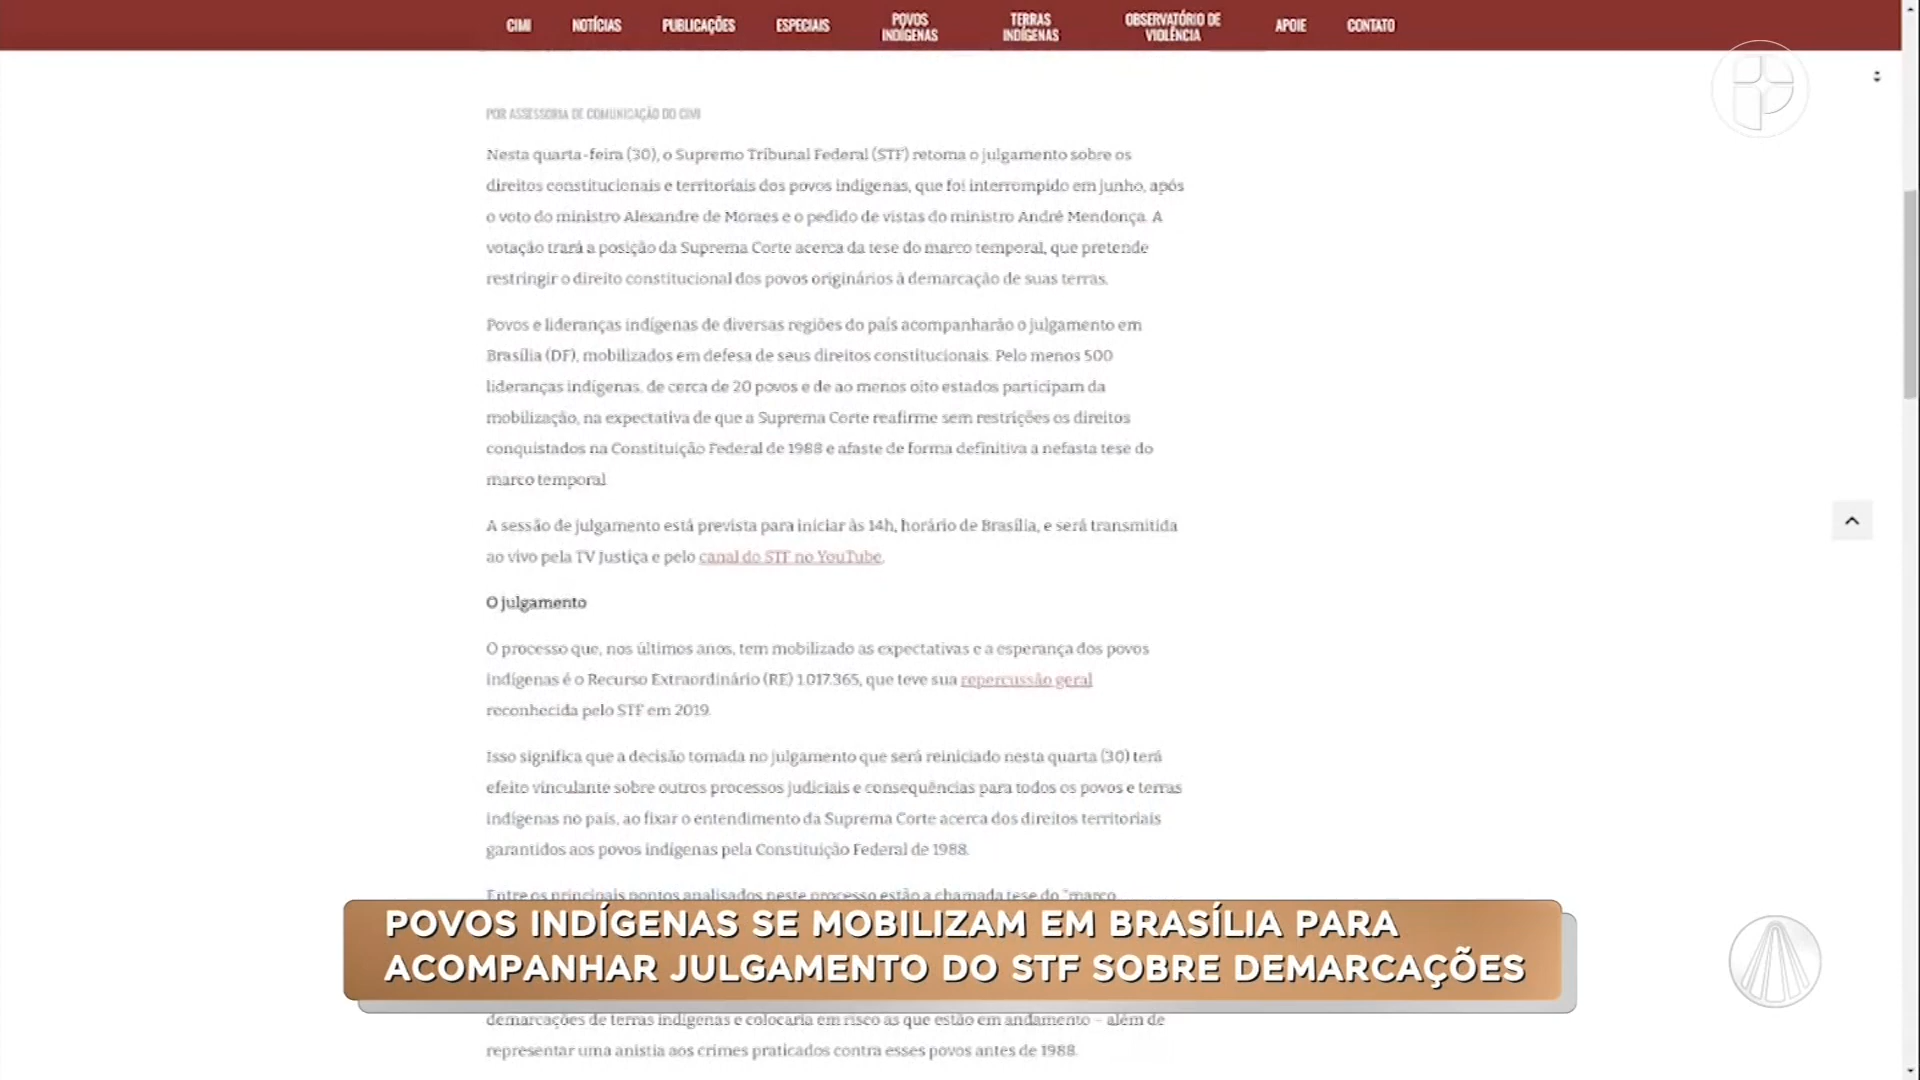 CIMI
NOTÍCIAS
PUBLICAÇÕES
ESPECIAIS
POVOS
INDÍGENAS
TERRAS
INDÍGENAS
OBSERVATÓRIO DE
VIOLÊNCIA
APOIE
CONTATO
POR ASSESSORIA DE COMUNICAÇÃO DO CIMI
Nesta quarta-feira (30), o Supremo Tribunal Federal (STF) retoma o julgamento sobre os
direitos constitucionais e territoriais dos povos indígenas, que foi interrompido em junho, após
o voto do ministro Alexandre de Moraes e o pedido de vistas do ministro André Mendonça. A
votação trará a posição da Suprema Corte acerca da tese do marco temporal, que pretende
restringir o direito constitucional dos povos originários à demarcação de suas terras.
Povos e lideranças indígenas de diversas regiões do país acompanharão o julgamento em
Brasília (DF), mobilizados em defesa de seus direitos constitucionais. Pelo menos 500
lideranças indígenas, de cerca de 20 povos e de ao menos oito estados participam da
mobilização, na expectativa de que a Suprema Corte reafirme sem restrições os direitos
conquistados na Constituição Federal de 1988 e afaste de forma definitiva a nefasta tese do
marco temporal.
A sessão de julgamento está prevista para iniciar às 14h, horário de Brasília, e será transmitida
ao vivo pela TV Justiça e pelo canal do STF no YouTube.
O julgamento
O processo que, nos últimos anos, tem mobilizado as expectativas e a esperança dos povos
indígenas é o Recurso Extraordinário (RE) 1.017.365, que teve sua repercussão geral
reconhecida pelo STF em 2019.
Isso significa que a decisão tomada no julgamento que será reiniciado nesta quarta (30) terá
efeito vinculante sobre outros processos judiciais e consequências para todos os povos e terras
indígenas no país, ao fixar o entendimento da Suprema Corte acerca dos direitos territoriais
garantidos aos povos indígenas pela Constituição Federal de 1988.
Entre os principais pontos analisados neste processo estão a chamada tese do "marco
POVOS INDÍGENAS SE MOBILIZAM EM BRASÍLIA PARA
ACOMPANHAR JULGAMENTO DO STF SOBRE DEMARCAÇÕES
demarcações de terras indígenas e colocaria em risco as que estão em andamento – além de
representar uma anistia aos crimes praticados contra esses povos antes de 1988.